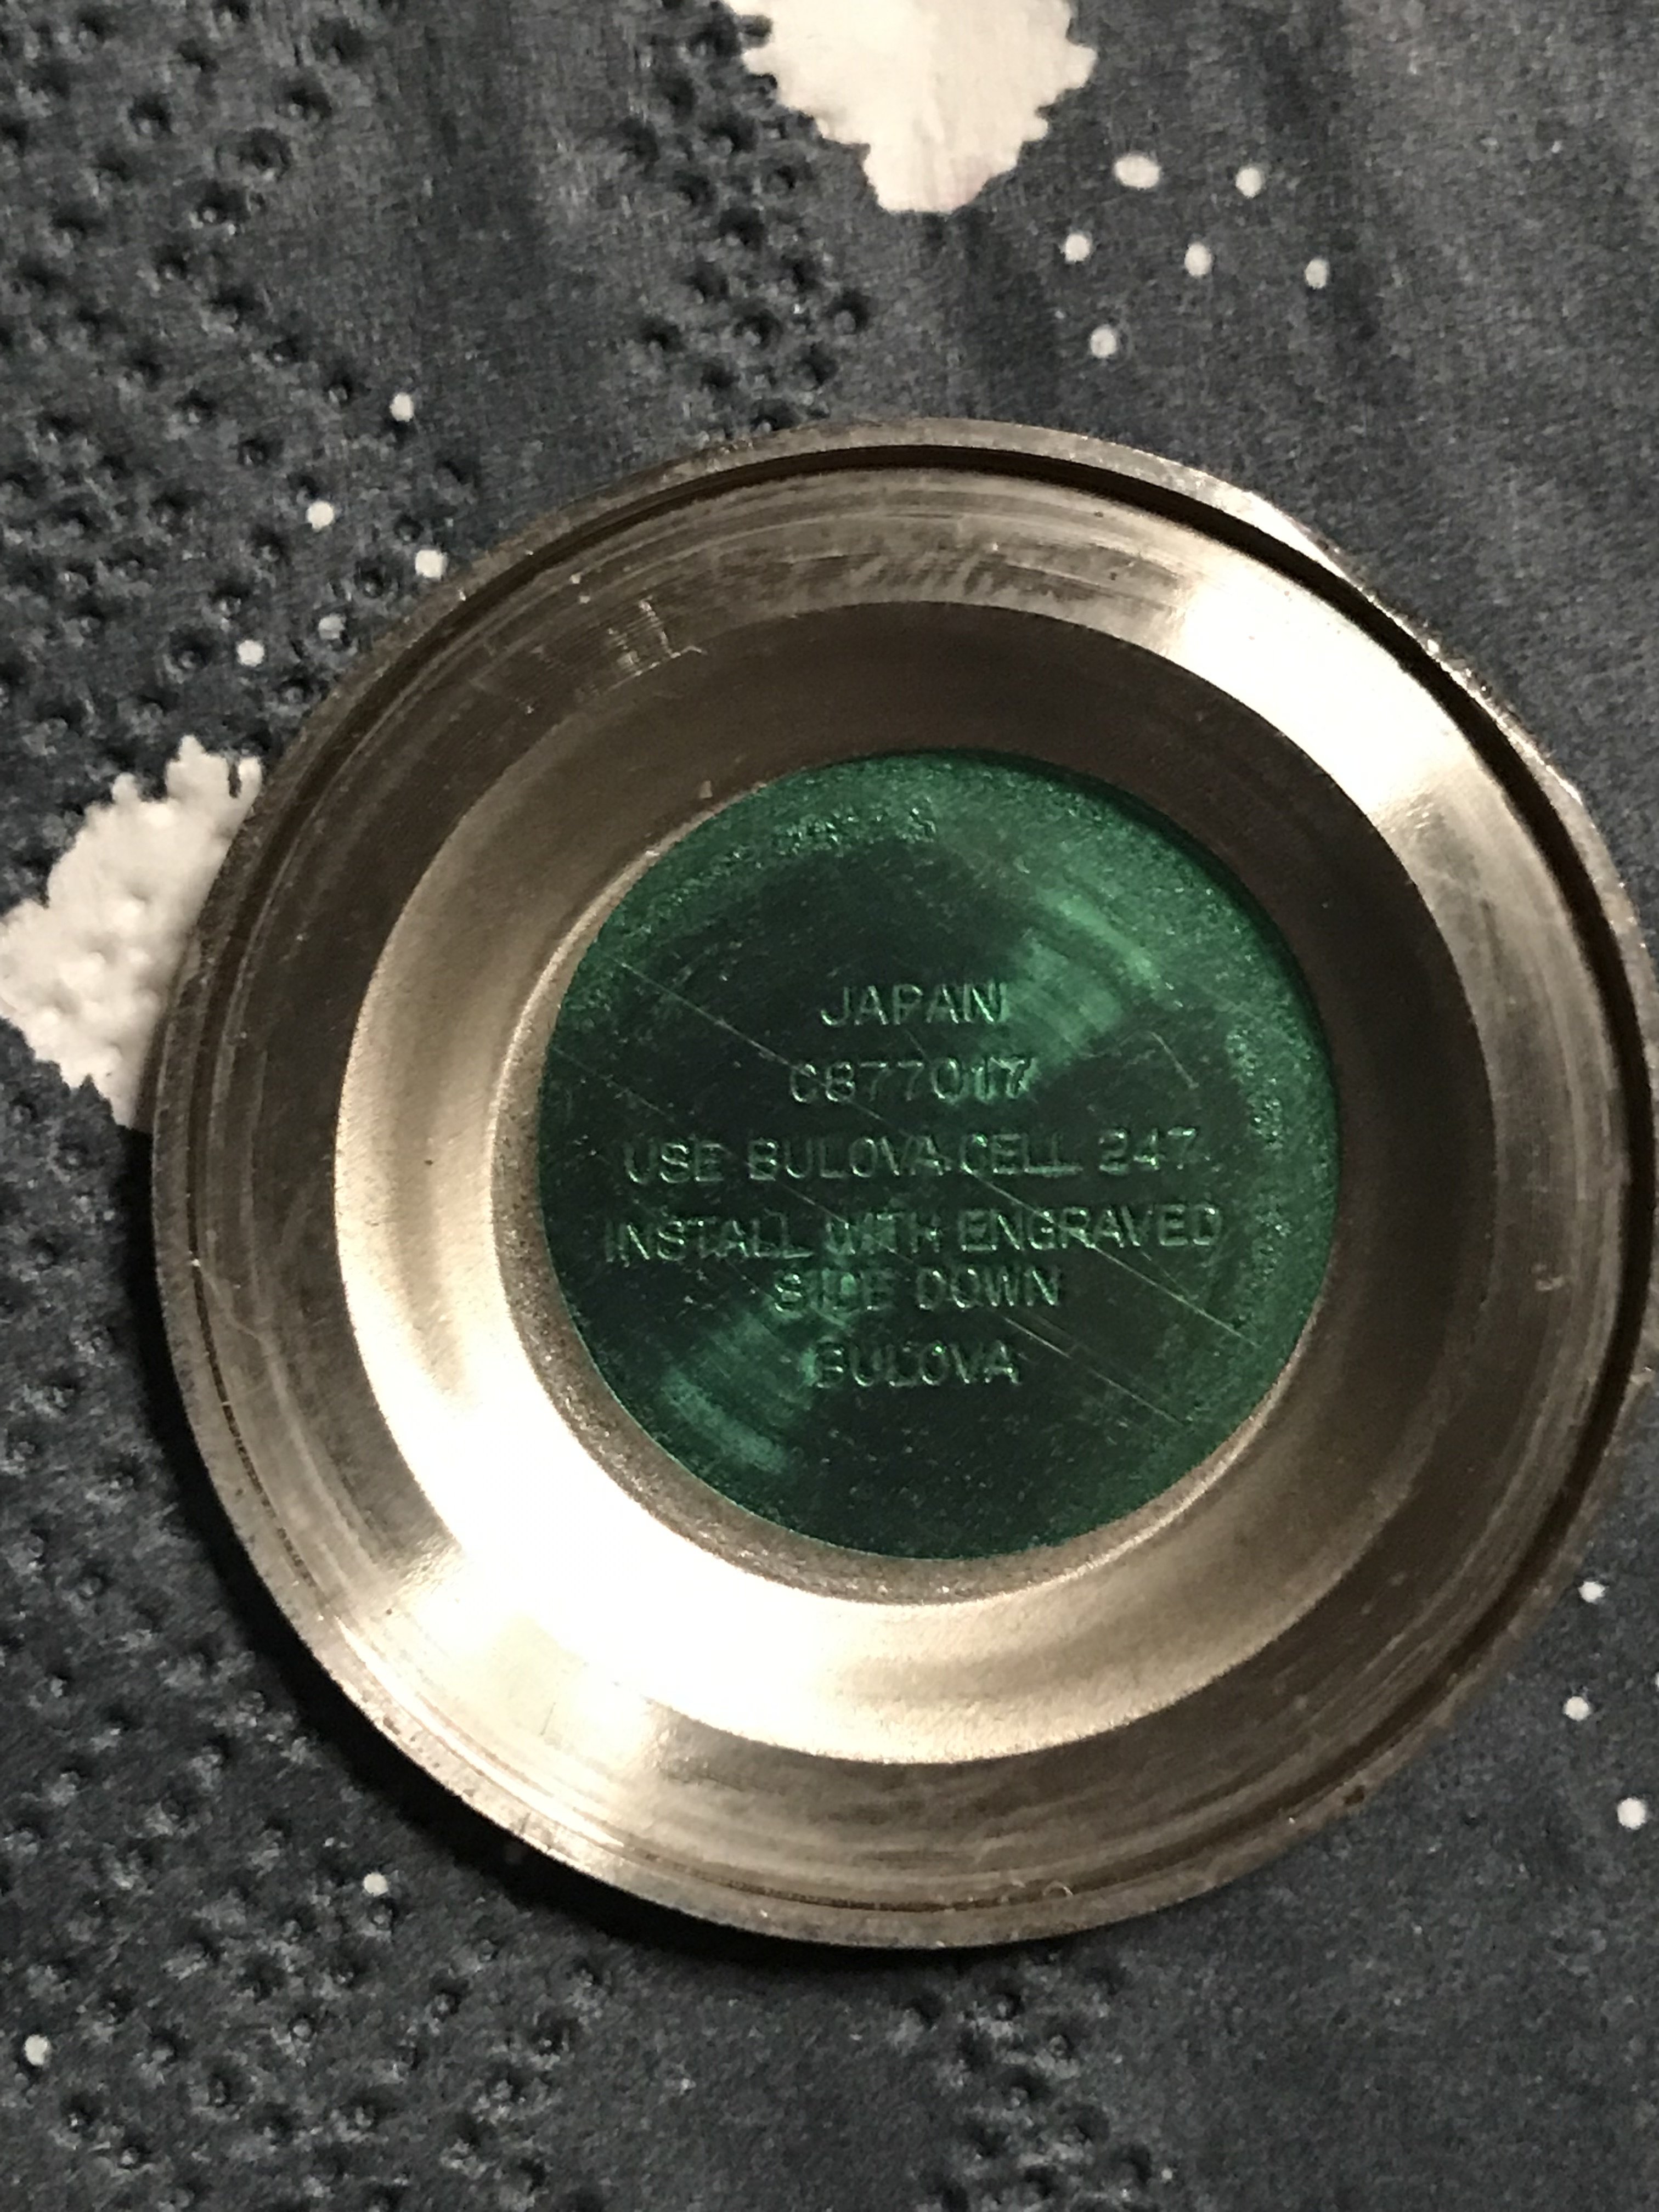 JAPAN
C877017
USE BULOVA CELL 247
INSTALL WITH ENGRAVED
SIDE DOWN
BULOVA